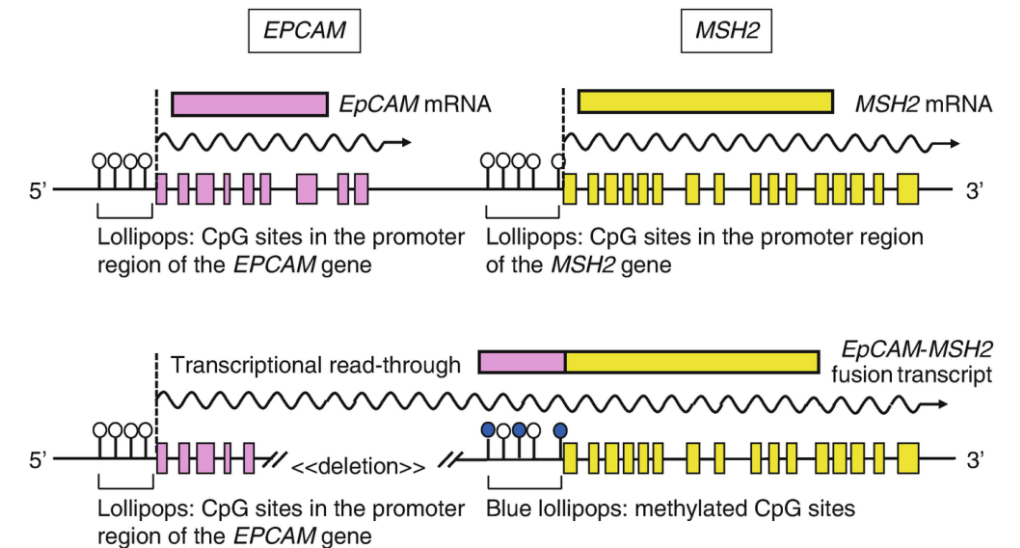 EPCAM
MSH2
EpCAM mRNA
MSH2 mRNA
5’
3’
Lollipops: CpG sites in the promoter
region of the EPCAM gene
Lollipops: CpG sites in the promoter region
of the MSH2 gene
Transcriptional read-through
EpCAM-MSH2
fusion transcript
5’
<<deletion>>
3’
Lollipops: CpG sites in the promoter
region of the EPCAM gene
Blue lollipops: methylated CpG sites